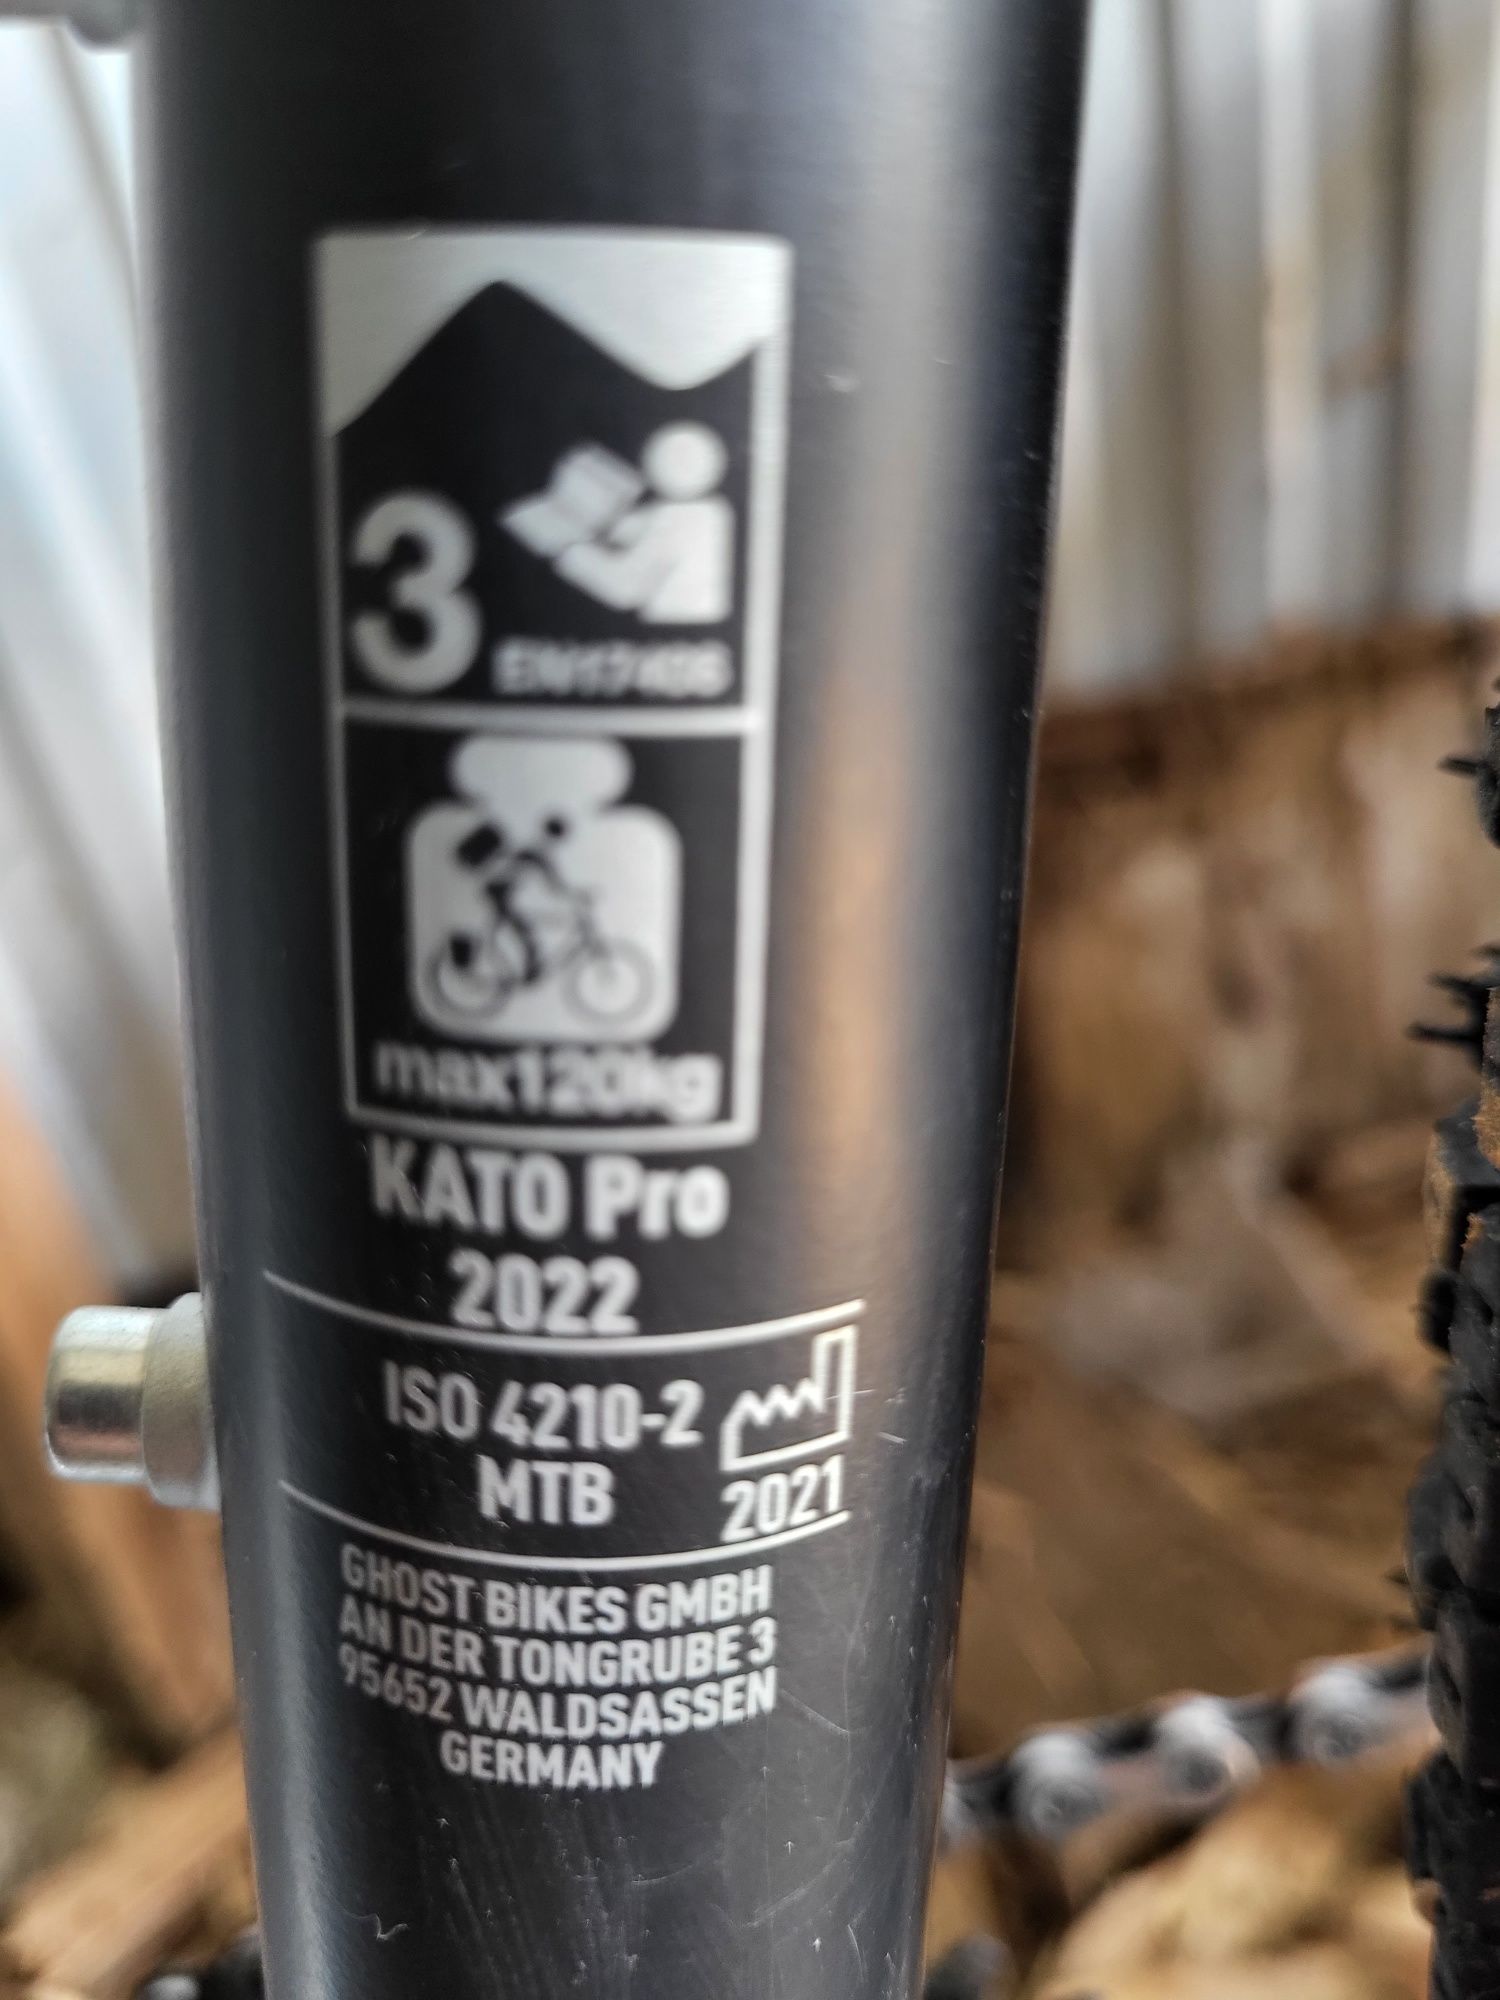 3
EN17406
max120kg
KATO Pro
2022
ISO 4210-2
MTB
2021
GHOST BIKES GMBH
AN DER TONGRUBE 3
95652 WALDSASSEN
GERMANY